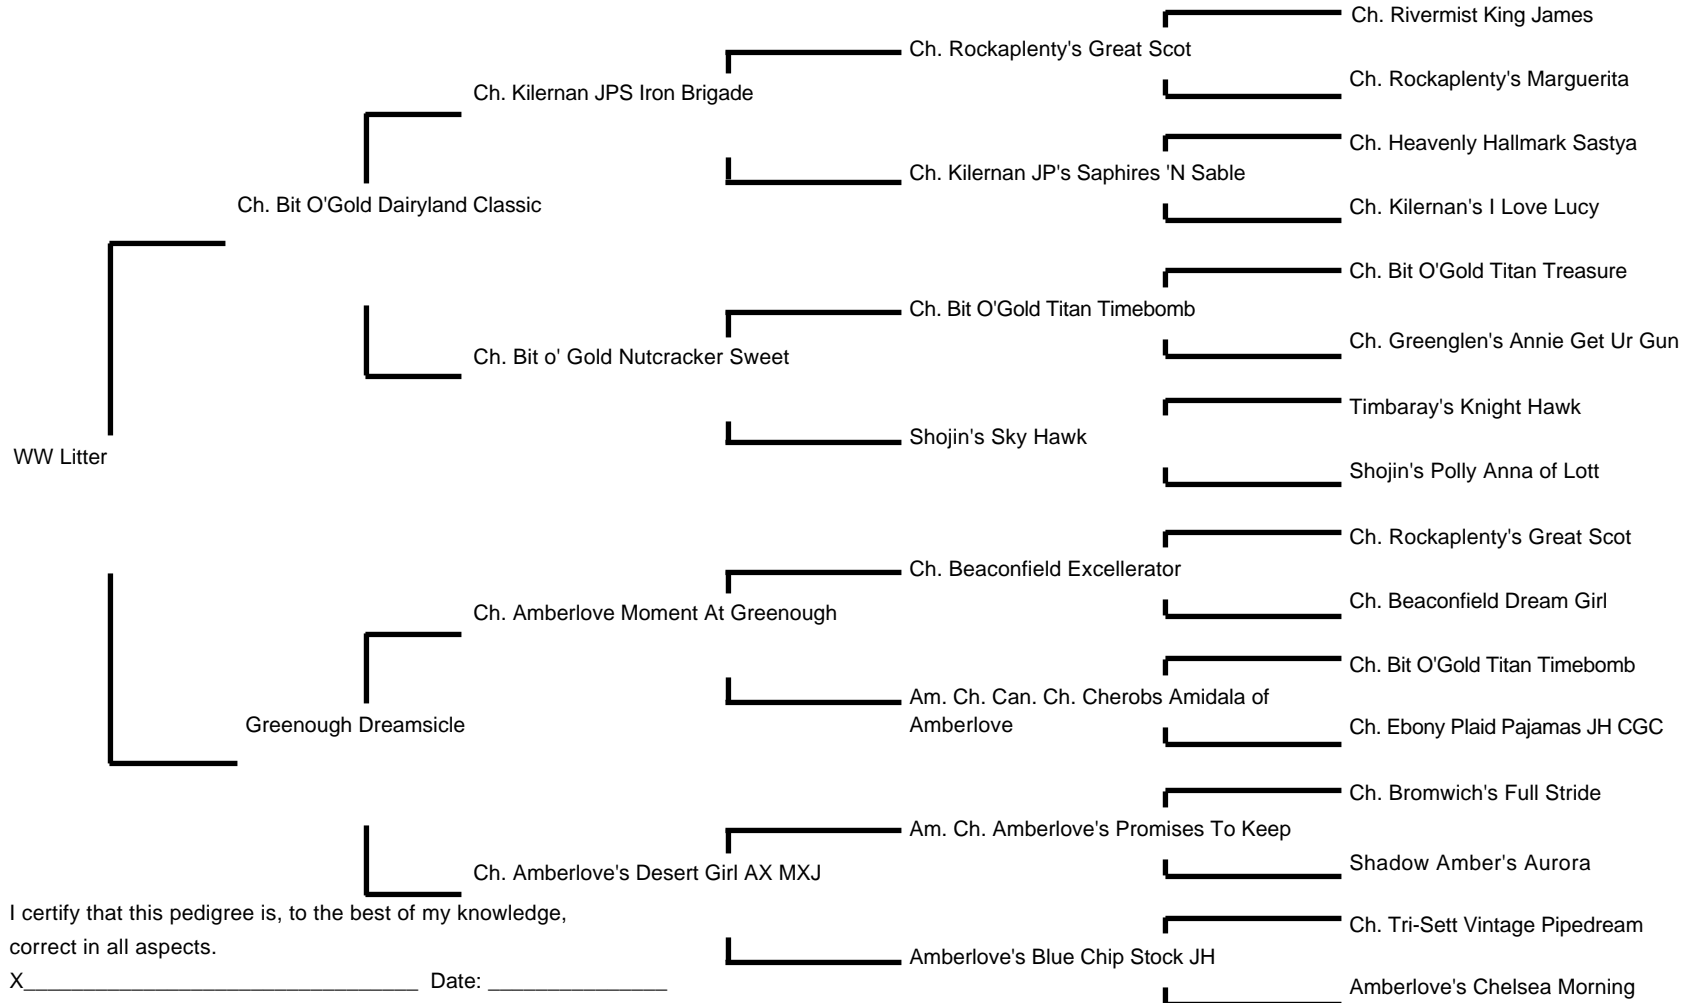 Ch. Rivermist King James
Ch. Rockaplenty's Great Scot
Ch. Rockaplenty's Marguerita
Ch. Kilernan JPS Iron Brigade
Ch. Heavenly Hallmark Sastya
Ch. Kilernan JP's Saphires 'N Sable
Ch. Kilernan's I Love Lucy
Ch. Bit O'Gold Dairyland Classic
Ch. Bit O'Gold Titan Treasure
Ch. Bit O'Gold Titan Timebomb
Ch. Greenglen's Annie Get Ur Gun
Ch. Bit o' Gold Nutcracker Sweet
Timbaray's Knight Hawk
Shojin's Sky Hawk
Shojin's Polly Anna of Lott
WW Litter
Ch. Rockaplenty's Great Scot
Ch. Beaconfield Excellerator
Ch. Beaconfield Dream Girl
Ch. Amberlove Moment At Greenough
Ch. Bit O'Gold Titan Timebomb
Am. Ch. Can. Ch. Cherobs Amidala of
Amberlove
Ch. Ebony Plaid Pajamas JH CGC
Greenough Dreamsicle
Ch. Bromwich's Full Stride
Am. Ch. Amberlove's Promises To Keep
Shadow Amber's Aurora
Ch. Amberlove's Desert Girl AX MXJ
Ch. Tri-Sett Vintage Pipedream
Amberlove's Blue Chip Stock JH
Amberlove's Chelsea Morning
I certify that this pedigree is, to the best of my knowledge,
correct in all aspects.
X_________________________________ Date: _______________